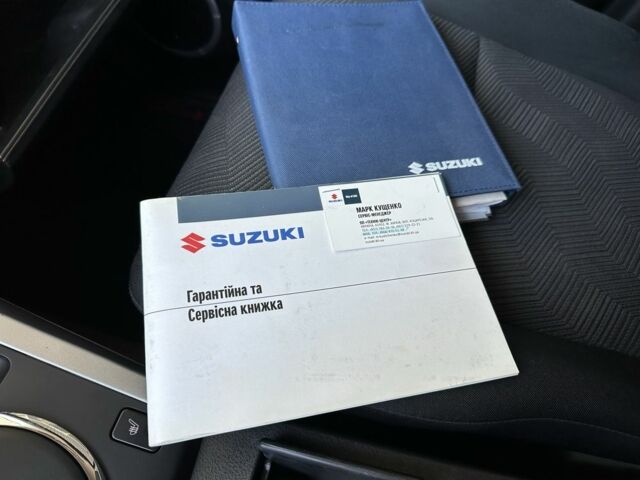 SUZUKI
SUZUKI
Гарантійна та
Сервісна книжка
МАРК КУЩЕНКО
СЕРВІС-МЕНЕДЖЕР